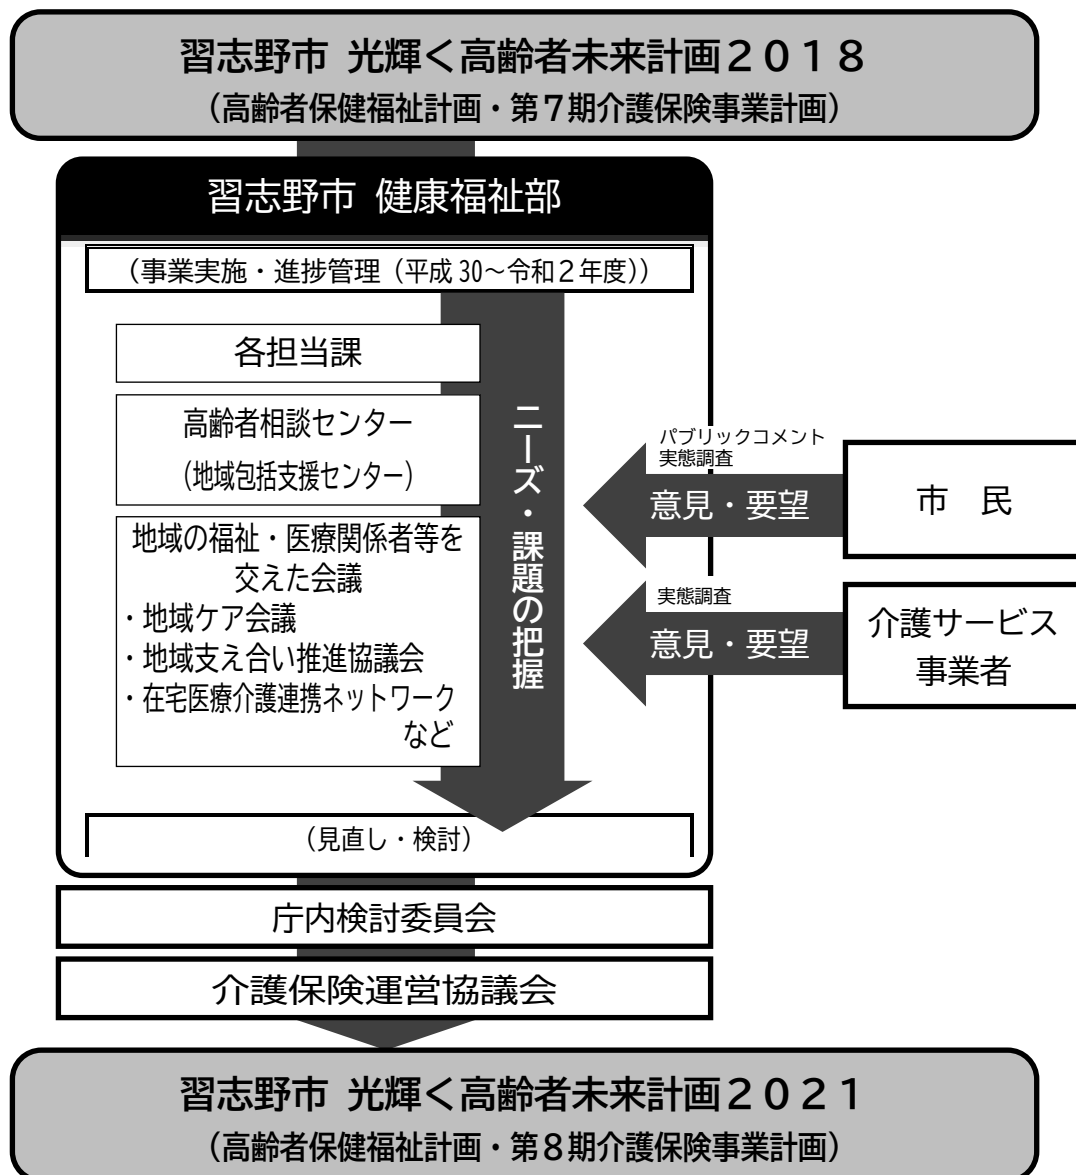 習志野市 光輝く高齢者未来計画２０１８
（高齢者保健福祉計画・第７期介護保険事業計画）
習志野市 健康福祉部
（事業実施・進捗管理（平成 30～令和２年度））
各担当課
高齢者相談センター
（地域包括支援センター）
地域の福祉・医療関係者等を
交えた会議
・地域ケア会議
・地域支え合い推進協議会
・在宅医療介護連携ネットワーク
など
ニーズ・課題の把握
パブリックコメント
実態調査
意見・要望
市　民
実態調査
意見・要望
介護サービス
事業者
（見直し・検討）
庁内検討委員会
介護保険運営協議会
習志野市 光輝く高齢者未来計画２０２１
（高齢者保健福祉計画・第８期介護保険事業計画）